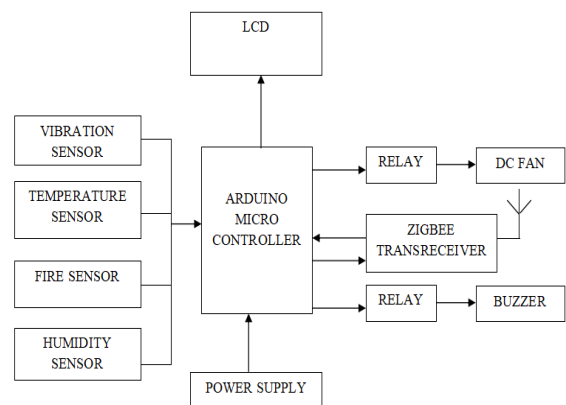 LCD
VIBRATION
SENSOR
TEMPERATURE
SENSOR
FIRE SENSOR
HUMIDITY
SENSOR
ARDUINO
MICRO
CONTROLLER
RELAY
DC FAN
ZIGBEE
TRANSRECEIVER
RELAY
BUZZER
POWER SUPPLY